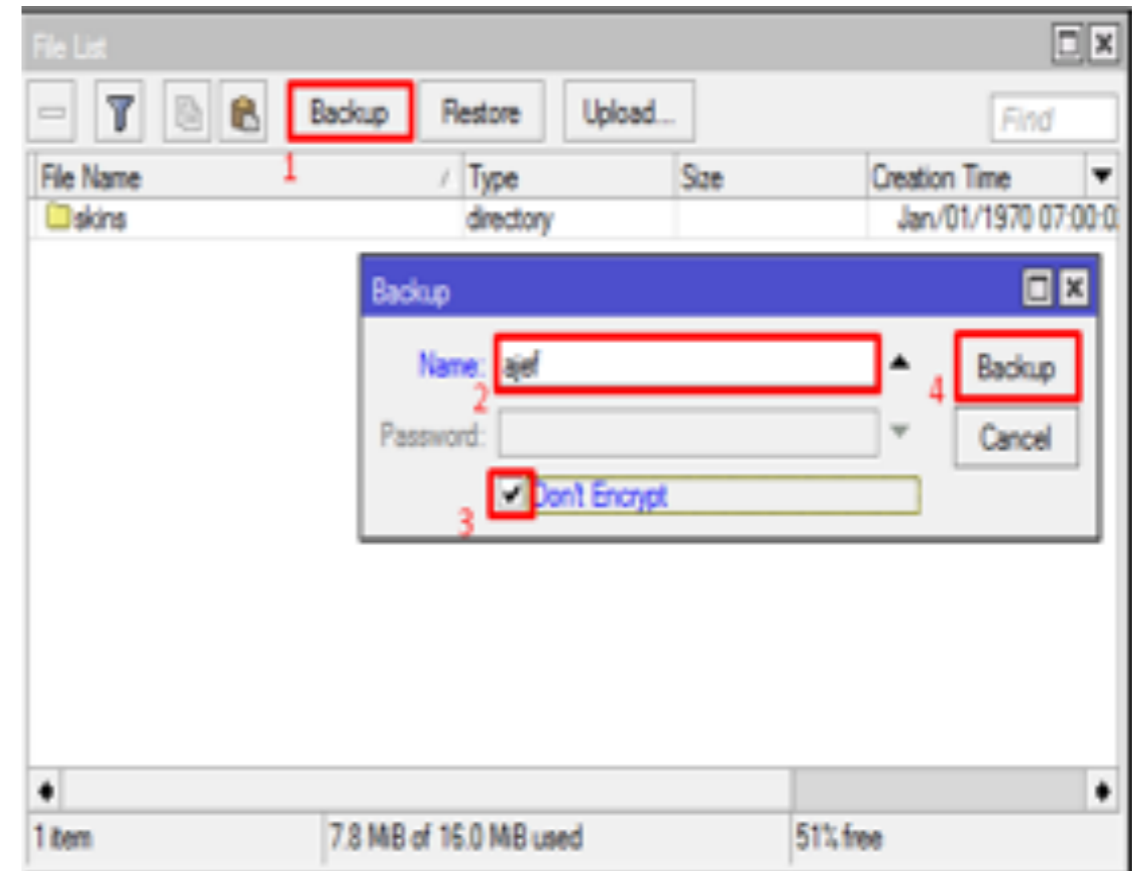 File List
Backup Restore Upload... Find
1
File Name Type Size Creation Time
skins directory Jan/01/1970 07:00:0
Backup
Name: ajef Backup
2 4
Password: Cancel
Don't Encrypt
3
1 item 7.8 MiB of 16.0 MiB used 51% free